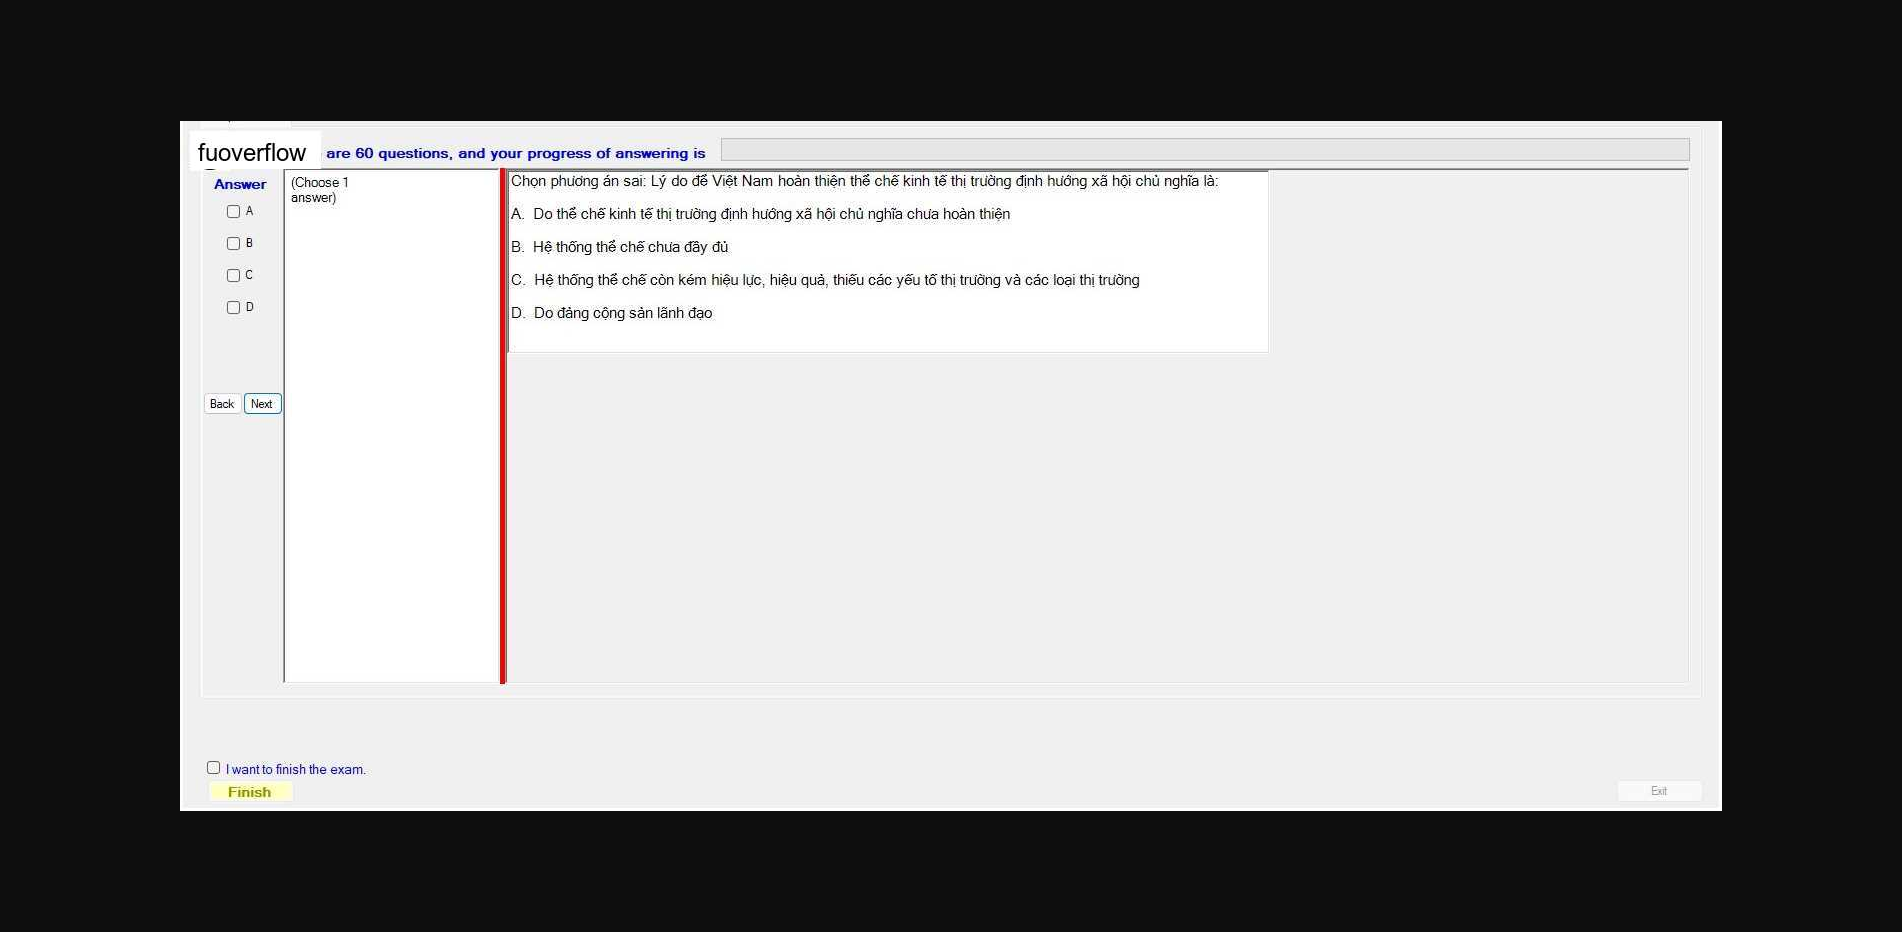 fuoverflow are 60 questions, and your progress of answering is
Answer
(Choose 1
answer)
A
B
C
D
Back Next
Chọn phương án sai: Lý do để Việt Nam hoàn thiện thể chế kinh tế thị trường định hướng xã hội chủ nghĩa là:
A. Do thể chế kinh tế thị trường định hướng xã hội chủ nghĩa chưa hoàn thiện
B. Hệ thống thể chế chưa đầy đủ
C. Hệ thống thể chế còn kém hiệu lực, hiệu quả, thiếu các yếu tố thị trường và các loại thị trường
D. Do đảng cộng sản lãnh đạo
I want to finish the exam.
Finish
Exit